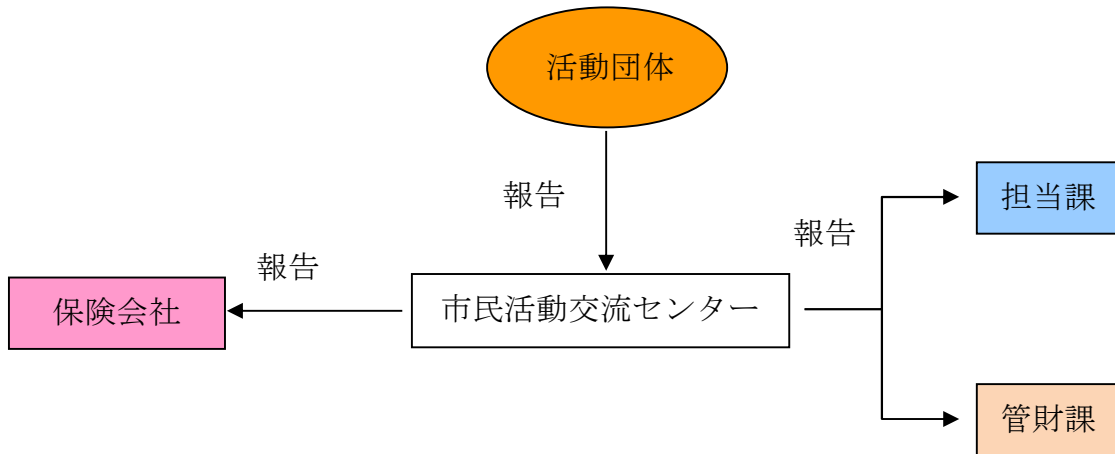 活動団体
報告
担当課
報告
報告
保険会社
市民活動交流センター
管財課